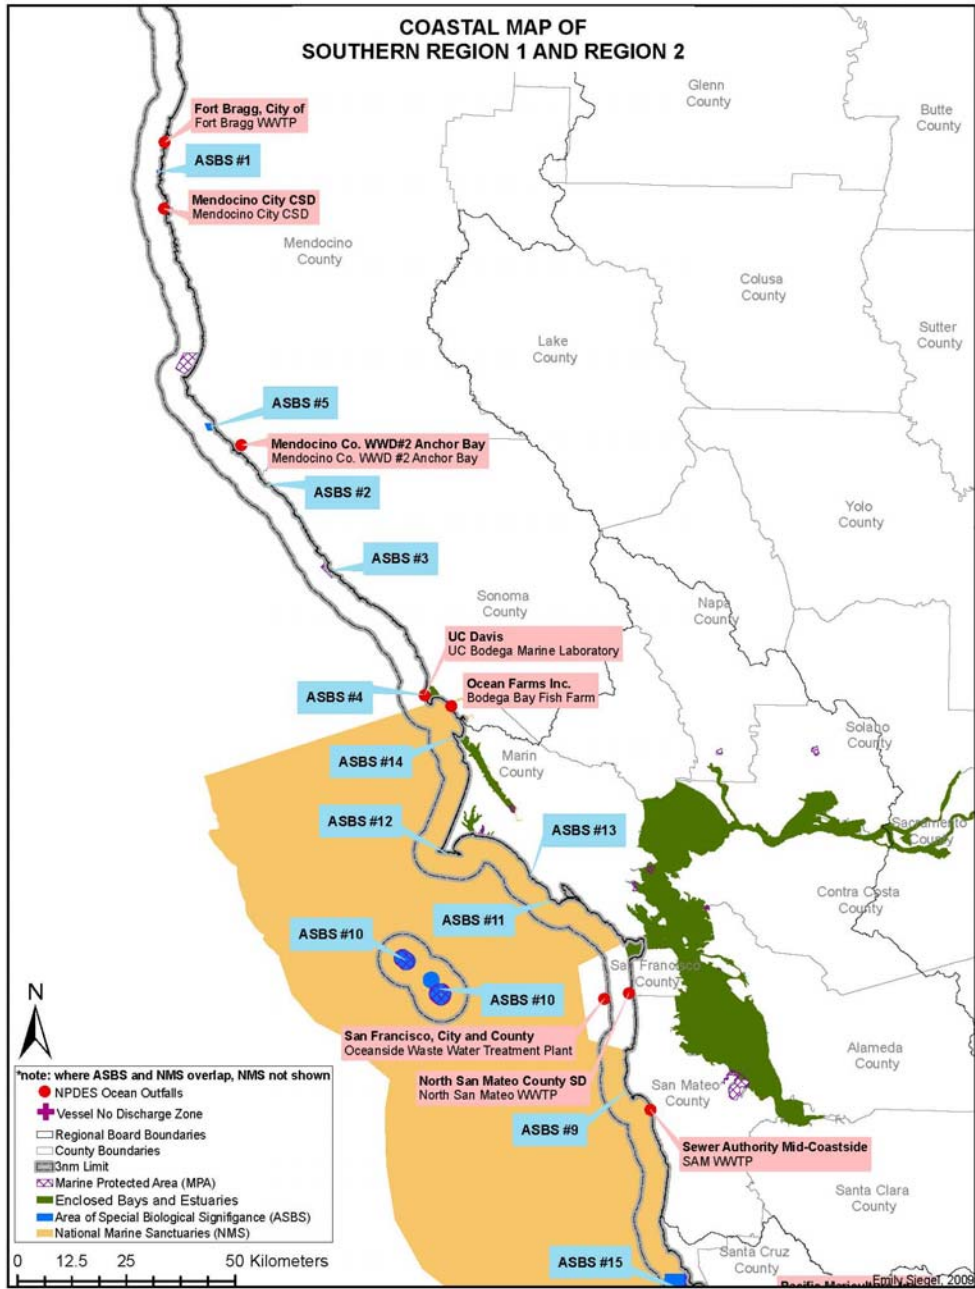 COASTAL MAP OF
SOUTHERN REGION 1 AND REGION 2
Glenn
County
Butte
County
Fort Bragg, City of
Fort Bragg WWTP
ASBS #1
Mendocino City CSD
Mendocino City CSD
Mendocino
County
Colusa
County
Lake
County
Sutter
County
ASBS #5
Mendocino Co. WWD#2 Anchor Bay
Mendocino Co. WWD #2 Anchor Bay
ASBS #2
Yolo
County
ASBS #3
Sonoma
County
Napa
County
UC Davis
UC Bodega Marine Laboratory
ASBS #4
Ocean Farms Inc.
Bodega Bay Fish Farm
Solano
County
ASBS #14
Marin
County
ASBS #12
ASBS #13
Sacramento
County
Contra Costa
County
ASBS #11
ASBS #10
San Francisco
County
ASBS #10
N
San Francisco, City and County
Oceanside Waste Water Treatment Plant
Alameda
County
North San Mateo County SD
North San Mateo WWTP
San Mateo
County
ASBS #9
Sewer Authority Mid-Coastside
SAM WWTP
Santa Clara
County
ASBS #15
Santa Cruz
County
*note: where ASBS and NMS overlap, NMS not shown
NPDES Ocean Outfalls
Vessel No Discharge Zone
Regional Board Boundaries
County Boundaries
3nm Limit
Marine Protected Area (MPA)
Enclosed Bays and Estuaries
Area of Special Biological Signifigance (ASBS)
National Marine Sanctuaries (NMS)
0 12.5 25 50 Kilometers
Emily Siegel, 2009